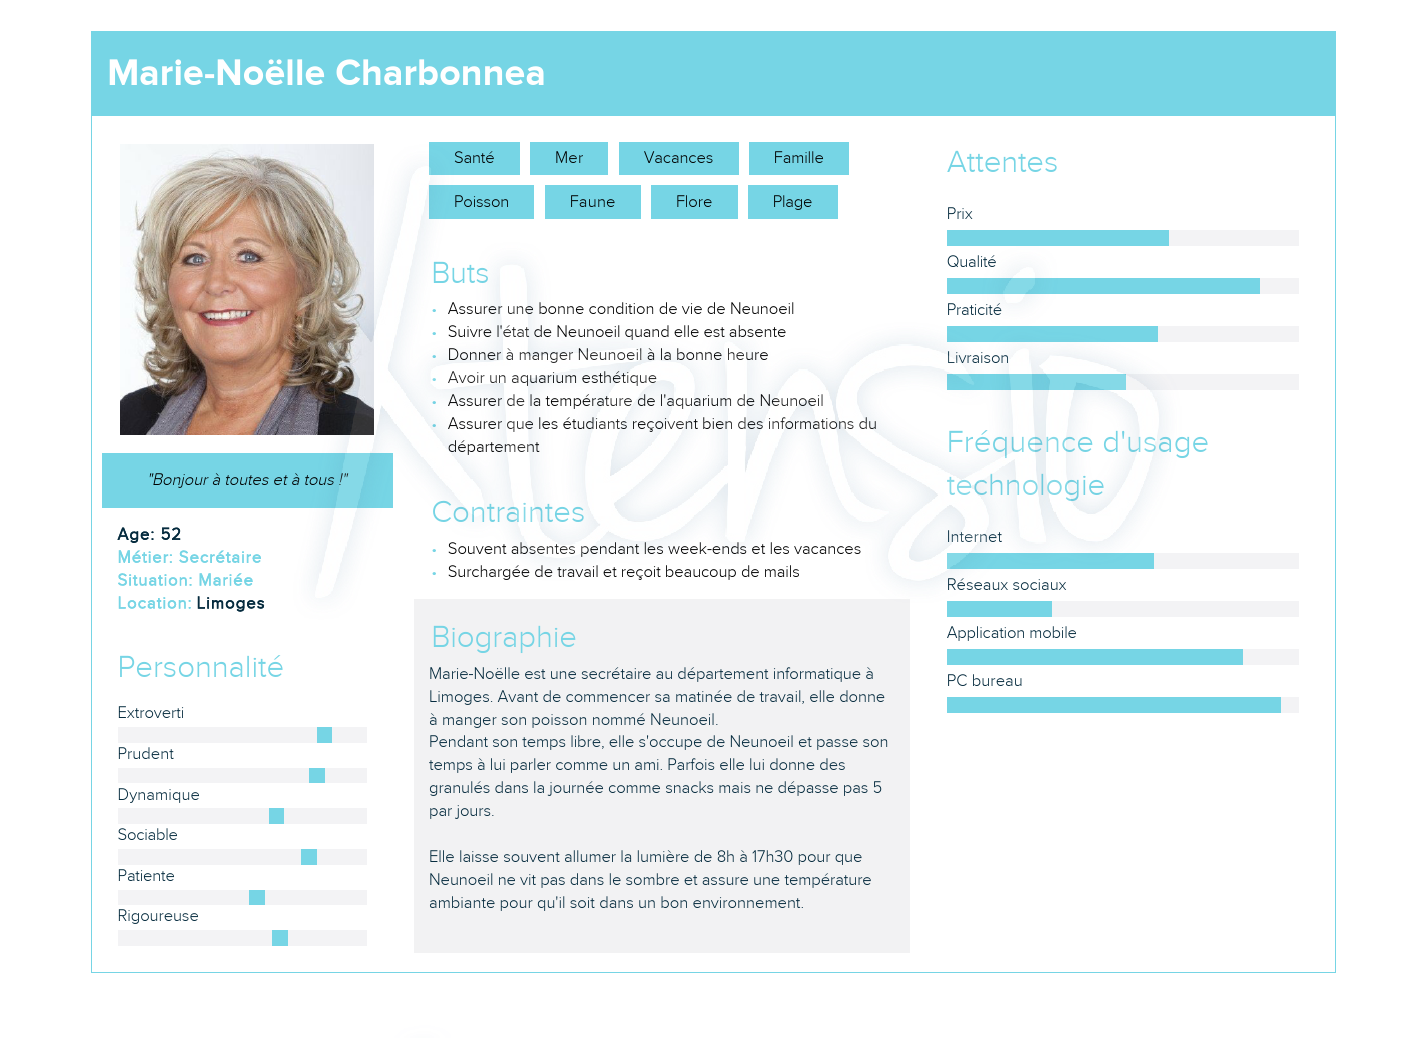 Marie-Noëlle Charbonnea
"Bonjour à toutes et à tous !"
Age: 52
Métier: Secrétaire
Situation: Mariée
Location: Limoges
Personnalité
Extroverti
Prudent
Dynamique
Sociable
Patiente
Rigoureuse
Santé
Mer
Vacances
Famille
Poisson
Faune
Flore
Plage
Buts
Assurer une bonne condition de vie de Neunoeil
Suivre l'état de Neunoeil quand elle est absente
Donner à manger Neunoeil à la bonne heure
Avoir un aquarium esthétique
Assurer de la température de l'aquarium de Neunoeil
Assurer que les étudiants reçoivent bien des informations du
département
Contraintes
Souvent absentes pendant les week-ends et les vacances
Surchargée de travail et reçoit beaucoup de mails
Biographie
Marie-Noëlle est une secrétaire au département informatique à
Limoges. Avant de commencer sa matinée de travail, elle donne
à manger son poisson nommé Neunoeil.
Pendant son temps libre, elle s'occupe de Neunoeil et passe son
temps à lui parler comme un ami. Parfois elle lui donne des
granulés dans la journée comme snacks mais ne dépasse pas 5
par jours.
Elle laisse souvent allumer la lumière de 8h à 17h30 pour que
Neunoeil ne vit pas dans le sombre et assure une température
ambiante pour qu'il soit dans un bon environnement.
Attentes
Prix
Qualité
Praticité
Livraison
Fréquence d'usage
technologie
Internet
Réseaux sociaux
Application mobile
PC bureau
Xtensio